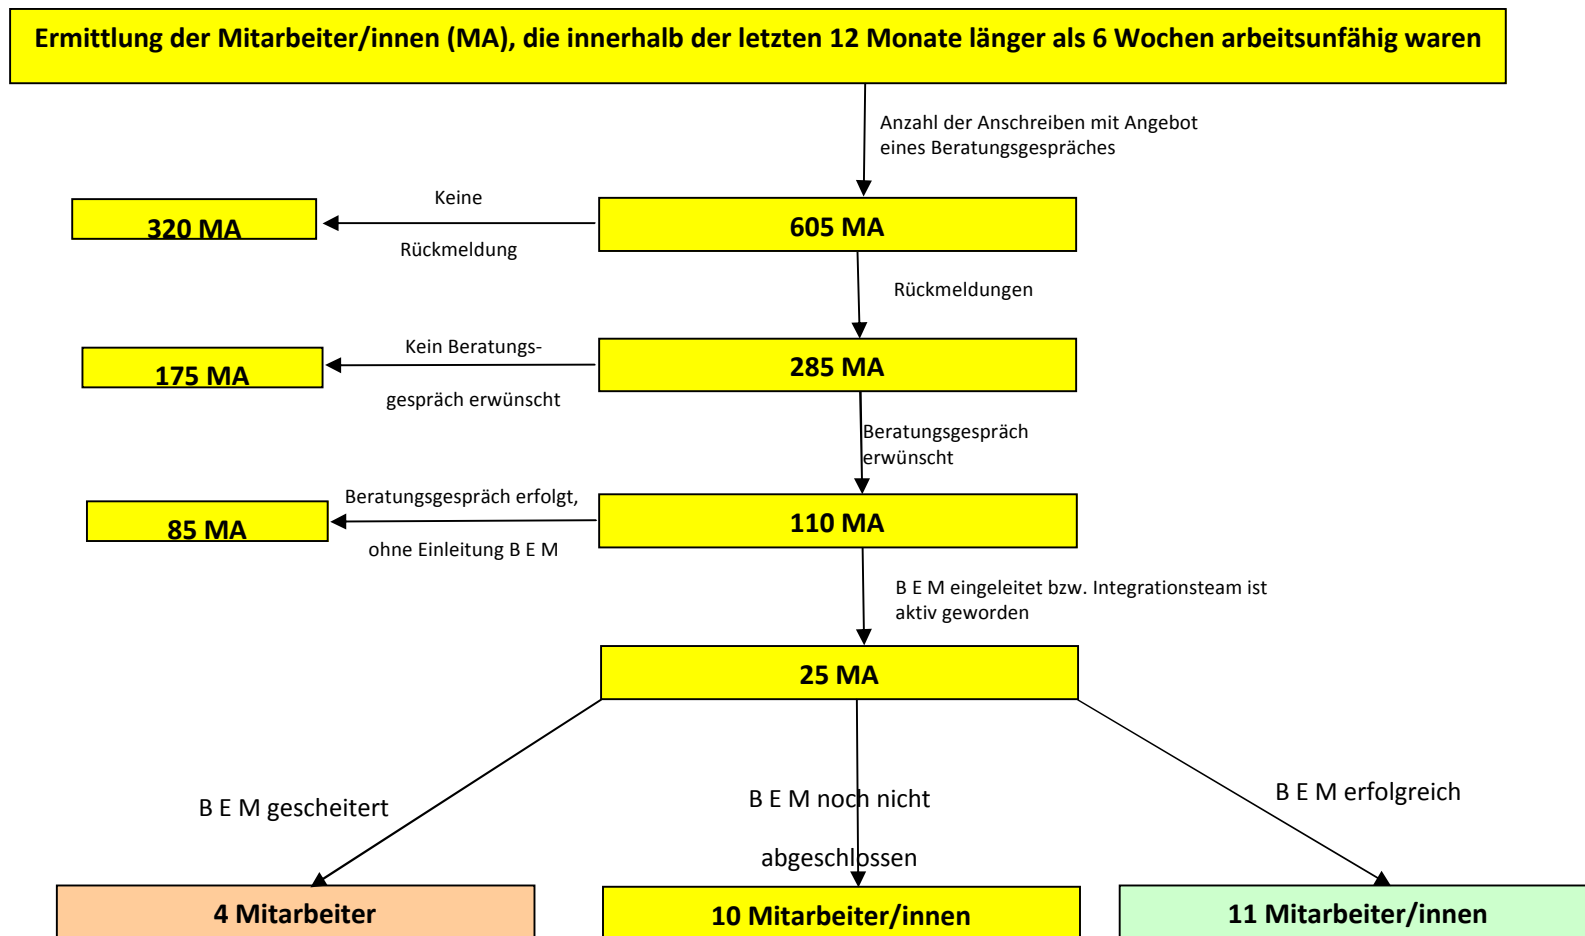 Ermittlung der Mitarbeiter/innen (MA), die innerhalb der letzten 12 Monate länger als 6 Wochen arbeitsunfähig waren
Anzahl der Anschreiben mit Angebot
eines Beratungsgespräches
Keine
320 MA
605 MA
Rückmeldung
Rückmeldungen
Kein Beratungs-
175 MA
285 MA
gespräch erwünscht
Beratungsgespräch
erwünscht
Beratungsgespräch erfolgt,
85 MA
110 MA
ohne Einleitung B E M
B E M eingeleitet bzw. Integrationsteam ist
aktiv geworden
25 MA
B E M gescheitert
B E M noch nicht
abgeschlossen
B E M erfolgreich
4 Mitarbeiter
10 Mitarbeiter/innen
11 Mitarbeiter/innen